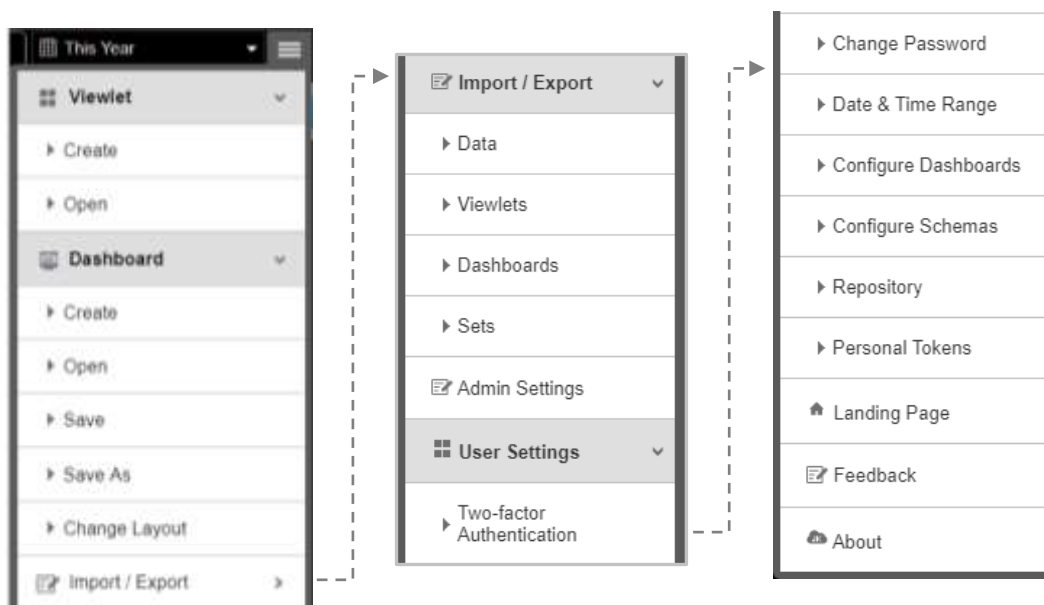 This Year
Viewlet
Create
Open
Dashboard
Create
Open
Save
Save As
Change Layout
Import / Export
Import / Export
Data
Viewlets
Dashboards
Sets
Admin Settings
User Settings
Two-factor
Authentication
Change Password
Date & Time Range
Configure Dashboards
Configure Schemas
Repository
Personal Tokens
Landing Page
Feedback
About